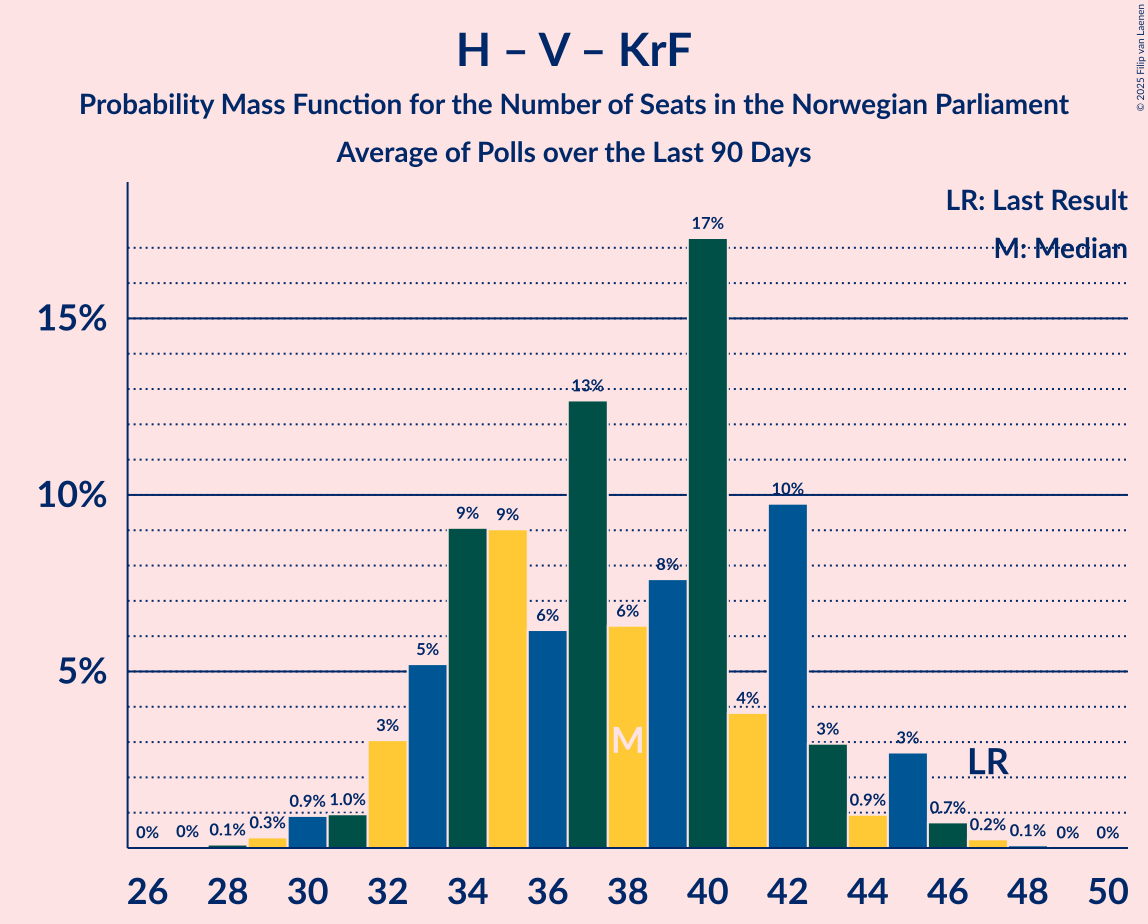 H – V – KrF
Probability Mass Function for the Number of Seats in the Norwegian Parliament
Average of Polls over the Last 90 Days
© 2025 Filip van Laenen
LR: Last Result
M: Median
17%
15%
13%
10%
10%
9% 9%
8%
6% 6%
5%
5%
4%
3% 3% 3%
M
LR
0% 0% 0.1% 0.3% 0.9% 1.0% 0.9% 0.7% 0.2% 0.1% 0% 0%
26 28 30 32 34 36 38 40 42 44 46 48 50